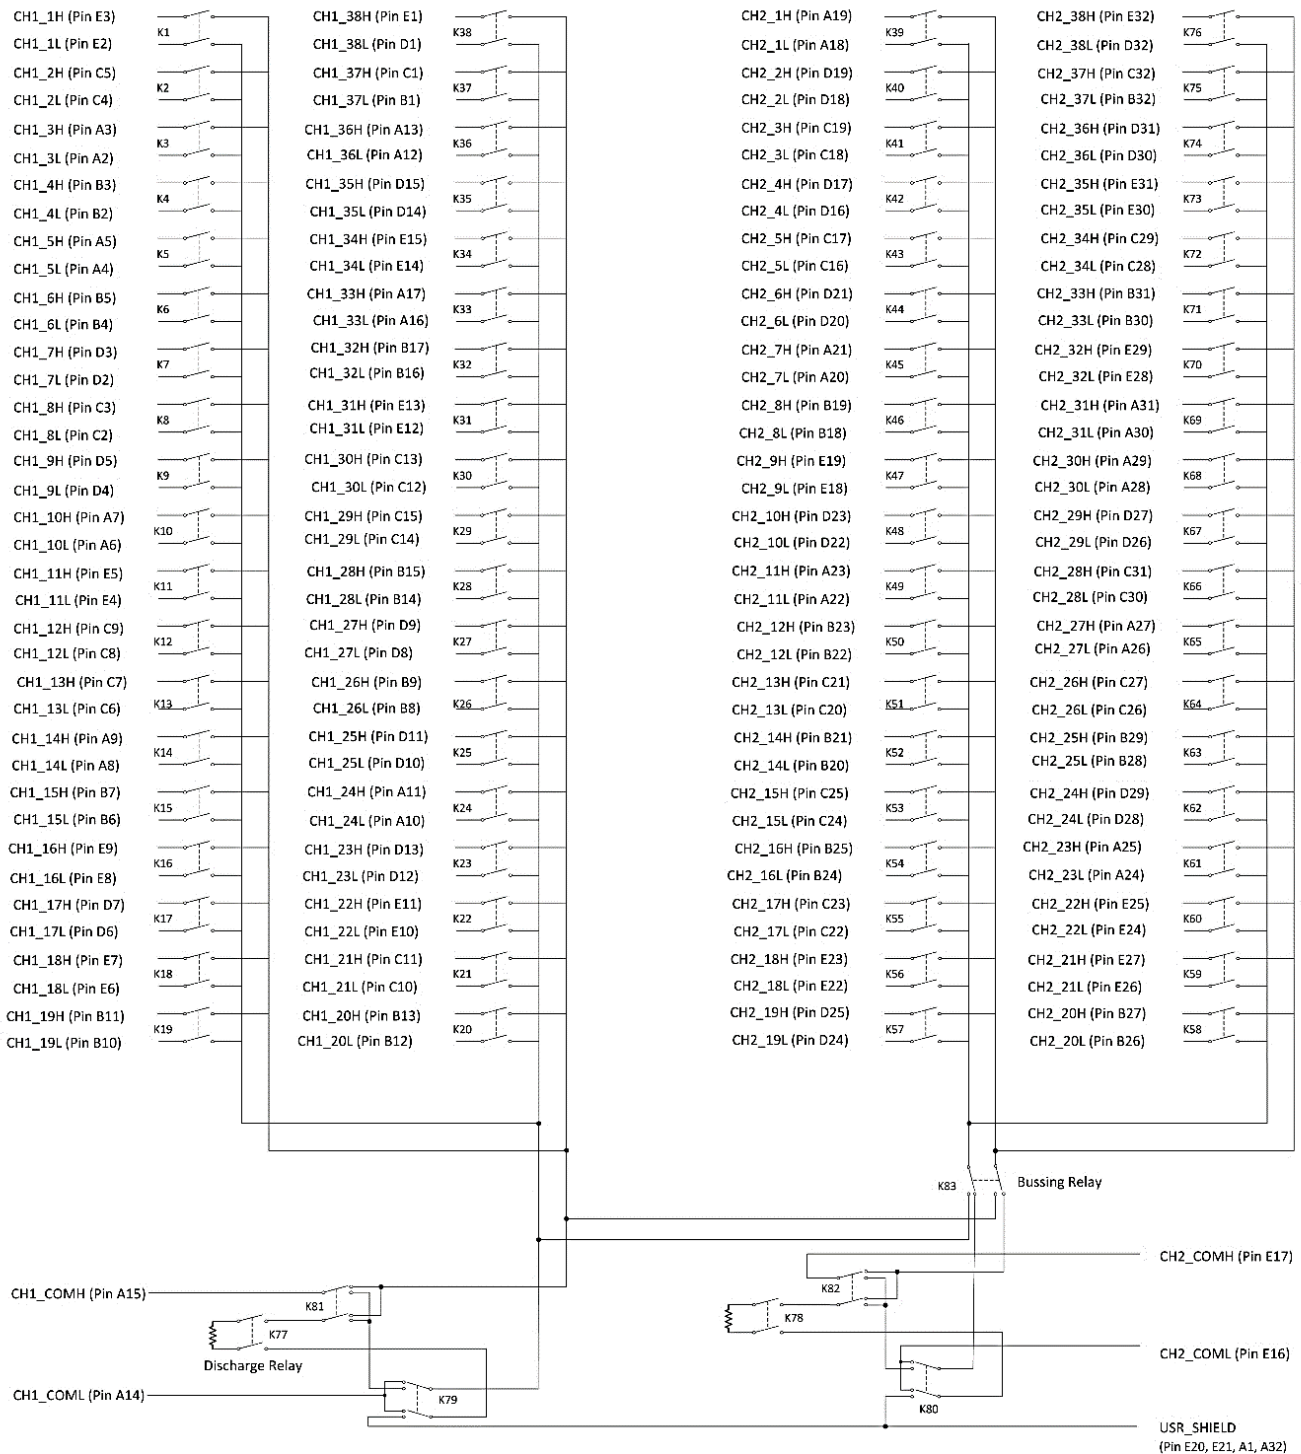 CH1_1H (Pin E3)
K1
CH1_1L (Pin E2)
CH1_2H (Pin C5)
K2
CH1_2L (Pin C4)
CH1_3H (Pin A3)
K3
CH1_3L (Pin A2)
CH1_4H (Pin B3)
K4
CH1_4L (Pin B2)
CH1_5H (Pin A5)
K5
CH1_5L (Pin A4)
CH1_6H (Pin B5)
K6
CH1_6L (Pin B4)
CH1_7H (Pin D3)
K7
CH1_7L (Pin D2)
CH1_8H (Pin C3)
K8
CH1_8L (Pin C2)
CH1_9H (Pin D5)
K9
CH1_9L (Pin D4)
CH1_10H (Pin A7)
K10
CH1_10L (Pin A6)
CH1_11H (Pin E5)
K11
CH1_11L (Pin E4)
CH1_12H (Pin C9)
K12
CH1_12L (Pin C8)
CH1_13H (Pin C7)
K13
CH1_13L (Pin C6)
CH1_14H (Pin A9)
K14
CH1_14L (Pin A8)
CH1_15H (Pin B7)
K15
CH1_15L (Pin B6)
CH1_16H (Pin E9)
K16
CH1_16L (Pin E8)
CH1_17H (Pin D7)
K17
CH1_17L (Pin D6)
CH1_18H (Pin E7)
K18
CH1_18L (Pin E6)
CH1_19H (Pin B11)
K19
CH1_19L (Pin B10)
CH1_38H (Pin E1)
K38
CH1_38L (Pin D1)
CH1_37H (Pin C1)
K37
CH1_37L (Pin B1)
CH1_36H (Pin A13)
K36
CH1_36L (Pin A12)
CH1_35H (Pin D15)
K35
CH1_35L (Pin D14)
CH1_34H (Pin E15)
K34
CH1_34L (Pin E14)
CH1_33H (Pin A17)
K33
CH1_33L (Pin A16)
CH1_32H (Pin B17)
K32
CH1_32L (Pin B16)
CH1_31H (Pin E13)
K31
CH1_31L (Pin E12)
CH1_30H (Pin C13)
K30
CH1_30L (Pin C12)
CH1_29H (Pin C15)
K29
CH1_29L (Pin C14)
CH1_28H (Pin B15)
K28
CH1_28L (Pin B14)
CH1_27H (Pin D9)
K27
CH1_27L (Pin D8)
CH1_26H (Pin B9)
K26
CH1_26L (Pin B8)
CH1_25H (Pin D11)
K25
CH1_25L (Pin D10)
CH1_24H (Pin A11)
K24
CH1_24L (Pin A10)
CH1_23H (Pin D13)
K23
CH1_23L (Pin D12)
CH1_22H (Pin E11)
K22
CH1_22L (Pin E10)
CH1_21H (Pin C11)
K21
CH1_21L (Pin C10)
CH1_20H (Pin B13)
K20
CH1_20L (Pin B12)
CH2_1H (Pin A19)
K39
CH2_1L (Pin A18)
CH2_2H (Pin D19)
K40
CH2_2L (Pin D18)
CH2_3H (Pin C19)
K41
CH2_3L (Pin C18)
CH2_4H (Pin D17)
K42
CH2_4L (Pin D16)
CH2_5H (Pin C17)
K43
CH2_5L (Pin C16)
CH2_6H (Pin D21)
K44
CH2_6L (Pin D20)
CH2_7H (Pin A21)
K45
CH2_7L (Pin A20)
CH2_8H (Pin B19)
K46
CH2_8L (Pin B18)
CH2_9H (Pin E19)
K47
CH2_9L (Pin E18)
CH2_10H (Pin D23)
K48
CH2_10L (Pin D22)
CH2_11H (Pin A23)
K49
CH2_11L (Pin A22)
CH2_12H (Pin B23)
K50
CH2_12L (Pin B22)
CH2_13H (Pin C21)
K51
CH2_13L (Pin C20)
CH2_14H (Pin B21)
K52
CH2_14L (Pin B20)
CH2_15H (Pin C25)
K53
CH2_15L (Pin C24)
CH2_16H (Pin B25)
K54
CH2_16L (Pin B24)
CH2_17H (Pin C23)
K55
CH2_17L (Pin C22)
CH2_18H (Pin E23)
K56
CH2_18L (Pin E22)
CH2_19H (Pin D25)
K57
CH2_19L (Pin D24)
CH2_38H (Pin E32)
K76
CH2_38L (Pin D32)
CH2_37H (Pin C32)
K75
CH2_37L (Pin B32)
CH2_36H (Pin D31)
K74
CH2_36L (Pin D30)
CH2_35H (Pin E31)
K73
CH2_35L (Pin E30)
CH2_34H (Pin C29)
K72
CH2_34L (Pin C28)
CH2_33H (Pin B31)
K71
CH2_33L (Pin B30)
CH2_32H (Pin E29)
K70
CH2_32L (Pin E28)
CH2_31H (Pin A31)
K69
CH2_31L (Pin A30)
CH2_30H (Pin A29)
K68
CH2_30L (Pin A28)
CH2_29H (Pin D27)
K67
CH2_29L (Pin D26)
CH2_28H (Pin C31)
K66
CH2_28L (Pin C30)
CH2_27H (Pin A27)
K65
CH2_27L (Pin A26)
CH2_26H (Pin C27)
K64
CH2_26L (Pin C26)
CH2_25H (Pin B29)
K63
CH2_25L (Pin B28)
CH2_24H (Pin D29)
K62
CH2_24L (Pin D28)
CH2_23H (Pin A25)
K61
CH2_23L (Pin A24)
CH2_22H (Pin E25)
K60
CH2_22L (Pin E24)
CH2_21H (Pin E27)
K59
CH2_21L (Pin E26)
CH2_20H (Pin B27)
K58
CH2_20L (Pin B26)
K83
Bussing Relay
CH1_COMH (Pin A15)
K81
K77
Discharge Relay
CH1_COML (Pin A14)
K79
CH2_COMH (Pin E17)
K82
K78
CH2_COML (Pin E16)
K80
USR_SHIELD
(Pin E20, E21, A1, A32)